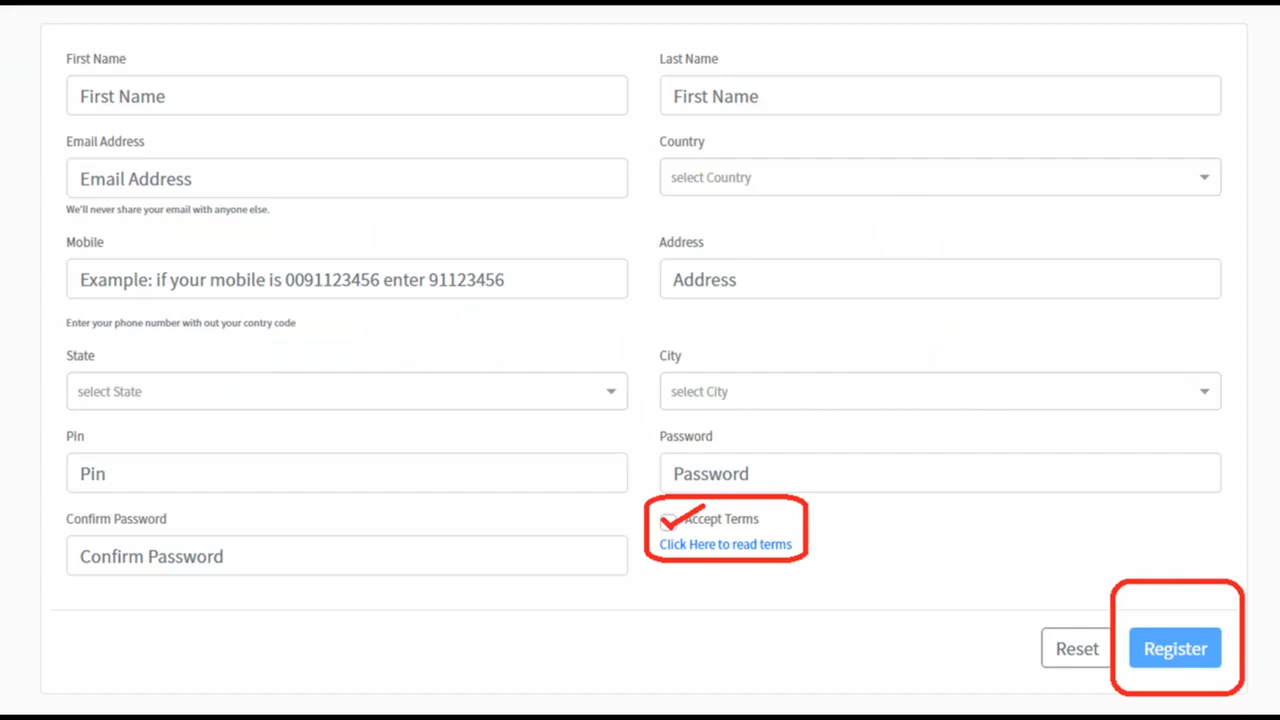 First Name
Last Name
First Name
First Name
Email Address
Country
Email Address
select Country
We'll never share your email with anyone else.
Mobile
Address
Example: if your mobile is 0091123456 enter 91123456
Address
Enter your phone number with out your contry code
State
City
select State
select City
Pin
Password
Pin
Password
Confirm Password
Accept Terms
Click Here to read terms
Confirm Password
Reset
Register